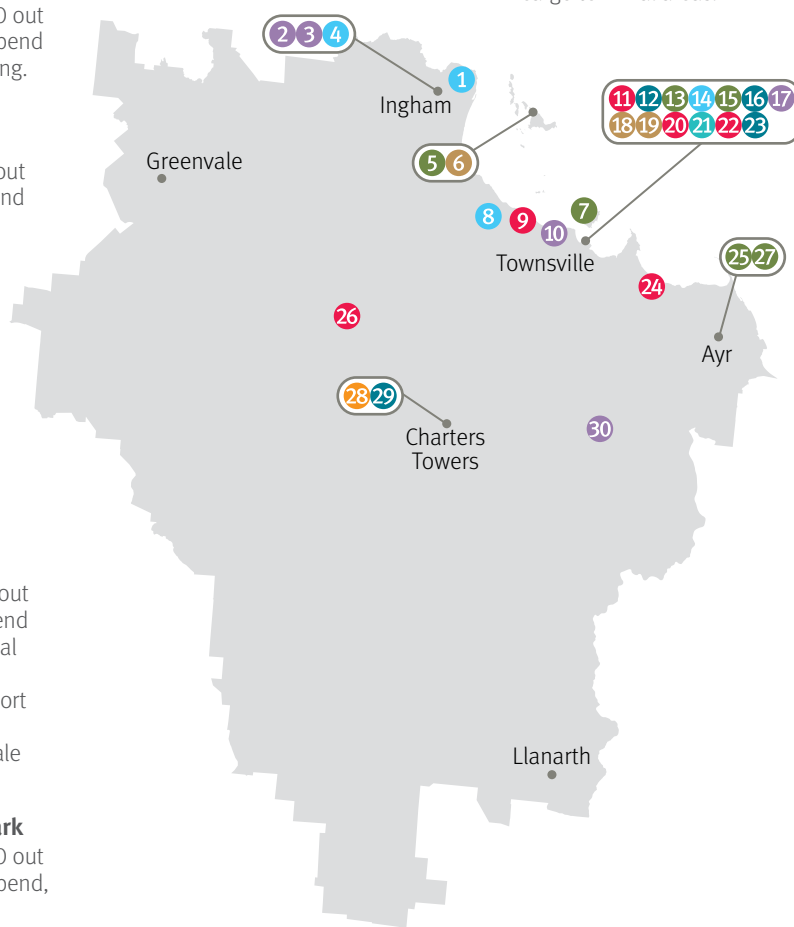 out
pend
ng.
out
nd
out
end
al
ort
ale
ark
out
pend,
2 3 4
1
Ingham
11 12 13 14 15 16 17
18 19 20 21 22 23
Greenvale
5 6
7
8 9 10
Townsville
25 27
24
26
Ayr
28 29
Charters
Towers
30
Llanarth